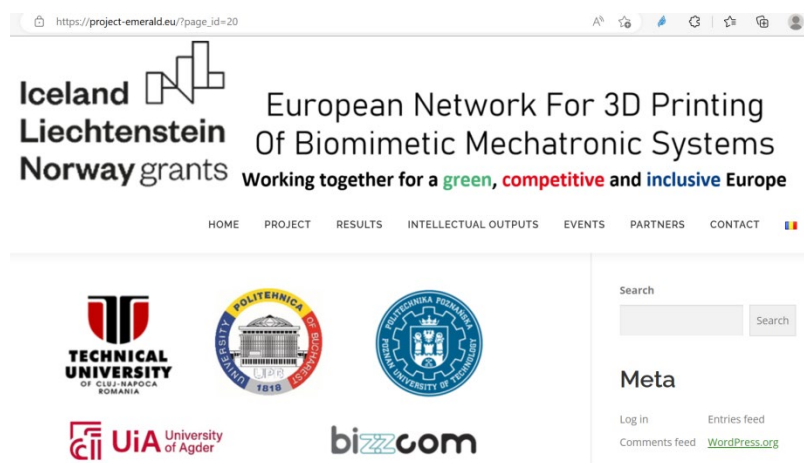 https://project-emerald.eu/?page_id=20
Iceland
Liechtenstein
Norway grants
European Network For 3D Printing
Of Biomimetic Mechatronic Systems
Working together for a green, competitive and inclusive Europe
HOME PROJECT RESULTS INTELLECTUAL OUTPUTS EVENTS PARTNERS CONTACT
TECHNICAL
UNIVERSITY
OF CLUJ-NAPOCA
ROMANIA
UNIVERSITY POLITEHNICA OF BUCHAREST
UPB
1818
POLITECHNIKA POZNAŃSKA
POZNAN UNIVERSITY OF TECHNOLOGY
UiA University
of Agder
bizzcom
Search
Search
Meta
Log in Entries feed
Comments feed WordPress.org